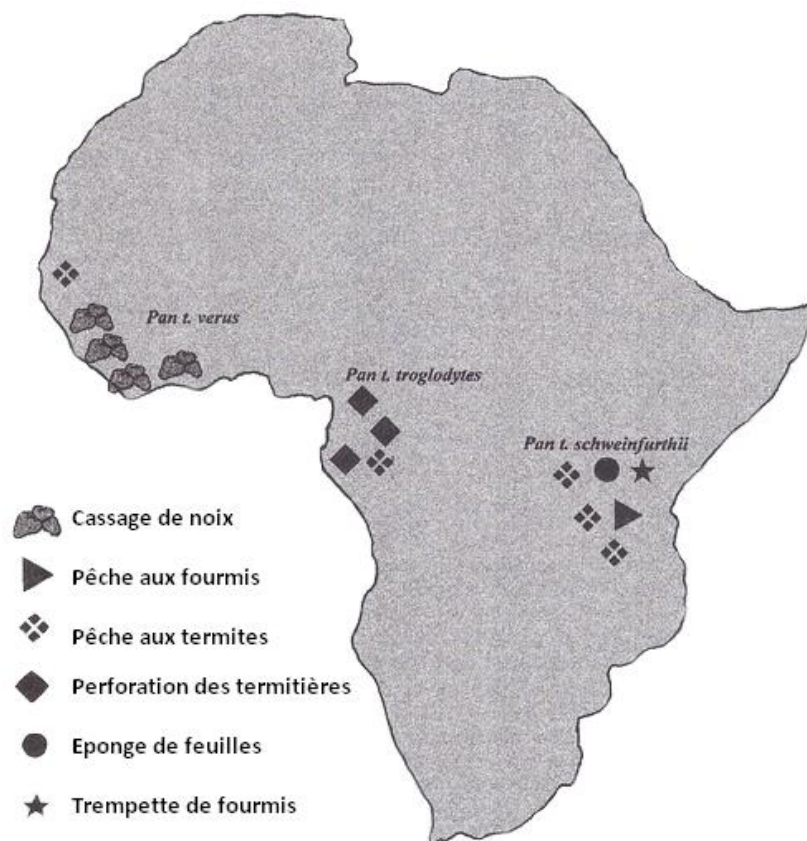 Pan t. verus
Pan t. troglodytes
Pan t. schweinfurthii
Cassage de noix
Pêche aux fourmis
Pêche aux termites
Perforation des termitières
Eponge de feuilles
Trempette de fourmis